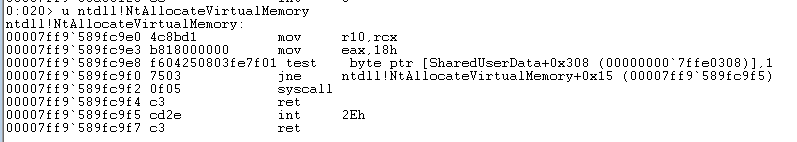 0:020> u ntdll!NtAllocateVirtualMemory
ntdll!NtAllocateVirtualMemory:
00007ff9`589fc9e0 4c8bd1 mov r10,rcx
00007ff9`589fc9e3 b818000000 mov eax,18h
00007ff9`589fc9e8 f604250803fe7f01 test byte ptr [SharedUserData+0x308 (00000000`7ffe0308)],1
00007ff9`589fc9f0 7503 jne ntdll!NtAllocateVirtualMemory+0x15 (00007ff9`589fc9f5)
00007ff9`589fc9f2 0f05 syscall
00007ff9`589fc9f4 c3 ret
00007ff9`589fc9f5 cd2e int 2Eh
00007ff9`589fc9f7 c3 ret